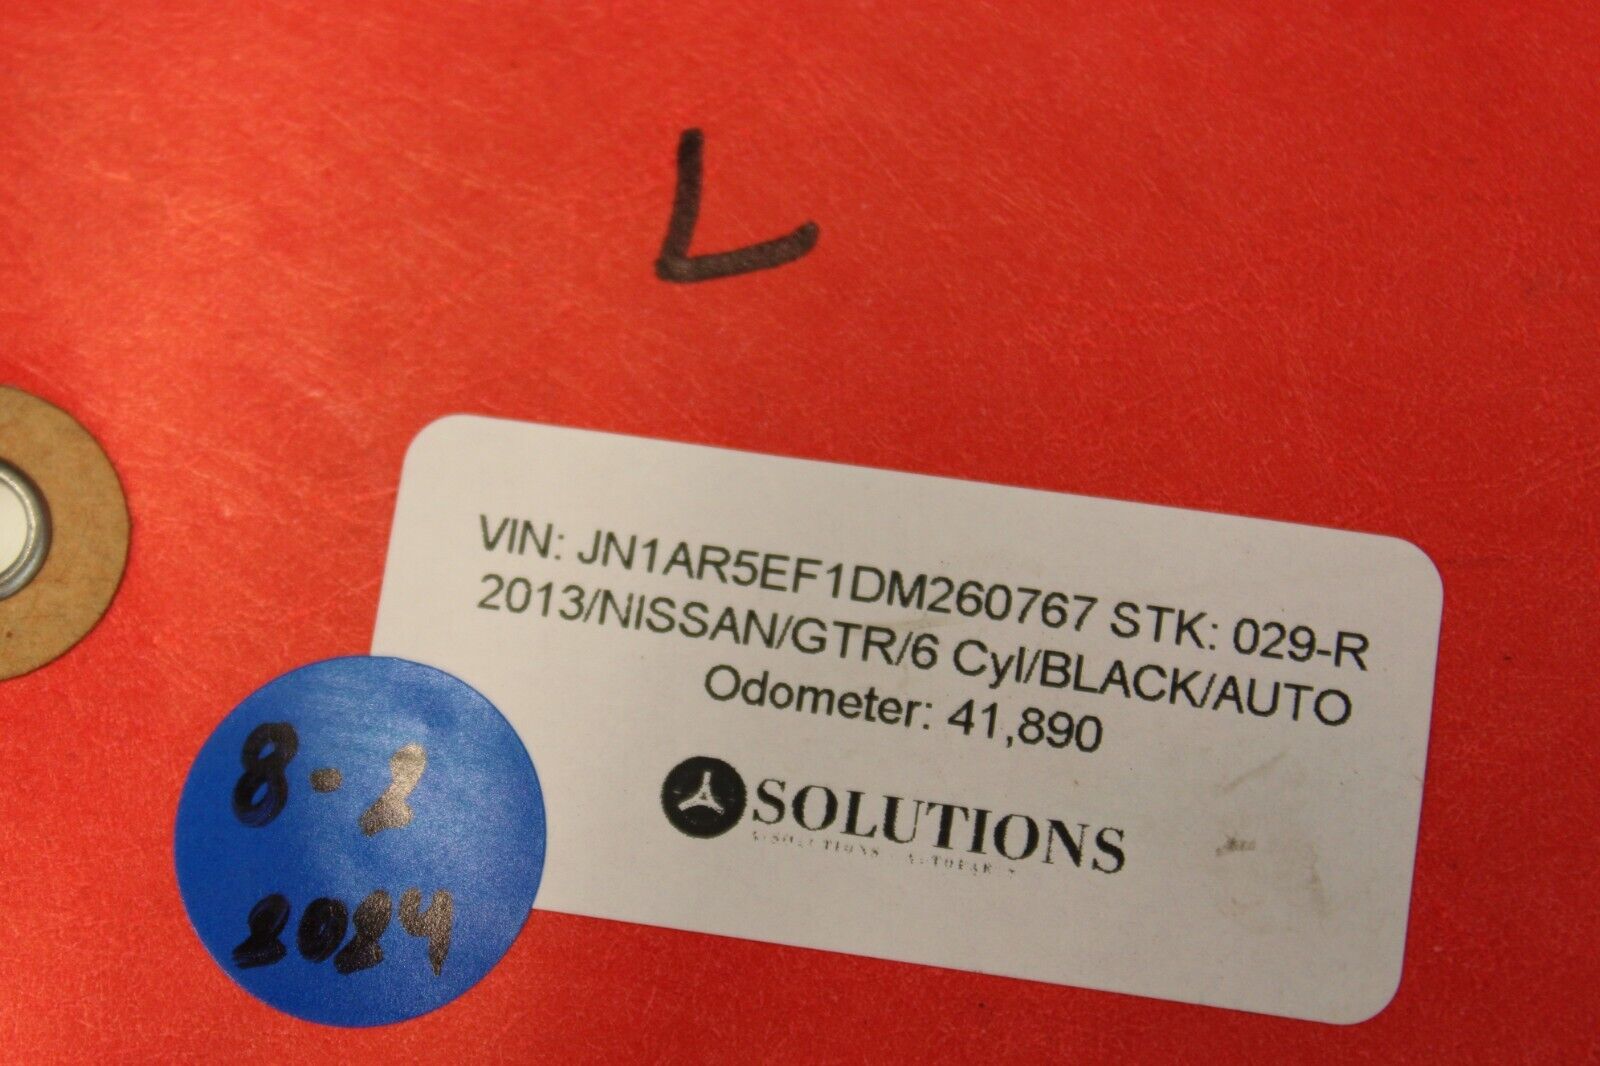 L
VIN: JN1AR5EF1DM260767 STK: 029-R
2013/NISSAN/GTR/6 Cyl/BLACK/AUTO
Odometer: 41,890
SOLUTIONS
8-2
2024